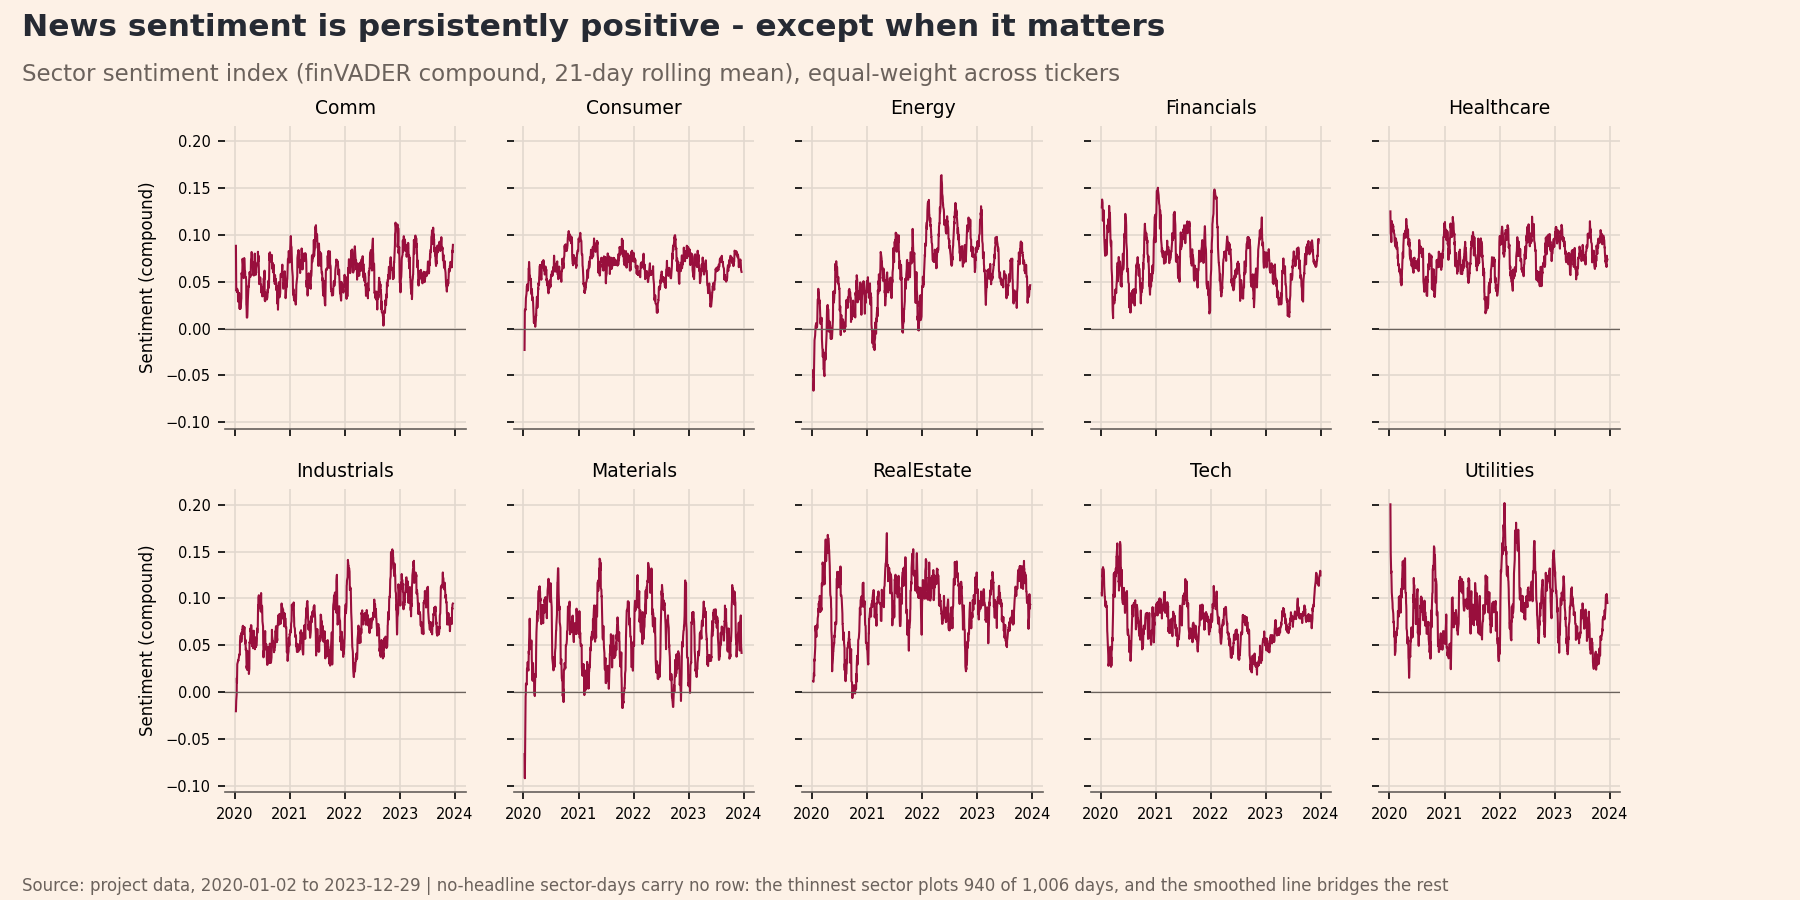 News sentiment is persistently positive - except when it matters
Sector sentiment index (finVADER compound, 21-day rolling mean), equal-weight across tickers
Comm Consumer Energy Financials Healthcare
Sentiment (compound)
0.20
0.15
0.10
0.05
0.00
−0.05
−0.10
Industrials Materials RealEstate Tech Utilities
Sentiment (compound)
0.20
0.15
0.10
0.05
0.00
−0.05
−0.10
2020 2021 2022 2023 2024 2020 2021 2022 2023 2024 2020 2021 2022 2023 2024 2020 2021 2022 2023 2024 2020 2021 2022 2023 2024
Source: project data, 2020-01-02 to 2023-12-29 | no-headline sector-days carry no row: the thinnest sector plots 940 of 1,006 days, and the smoothed line bridges the rest